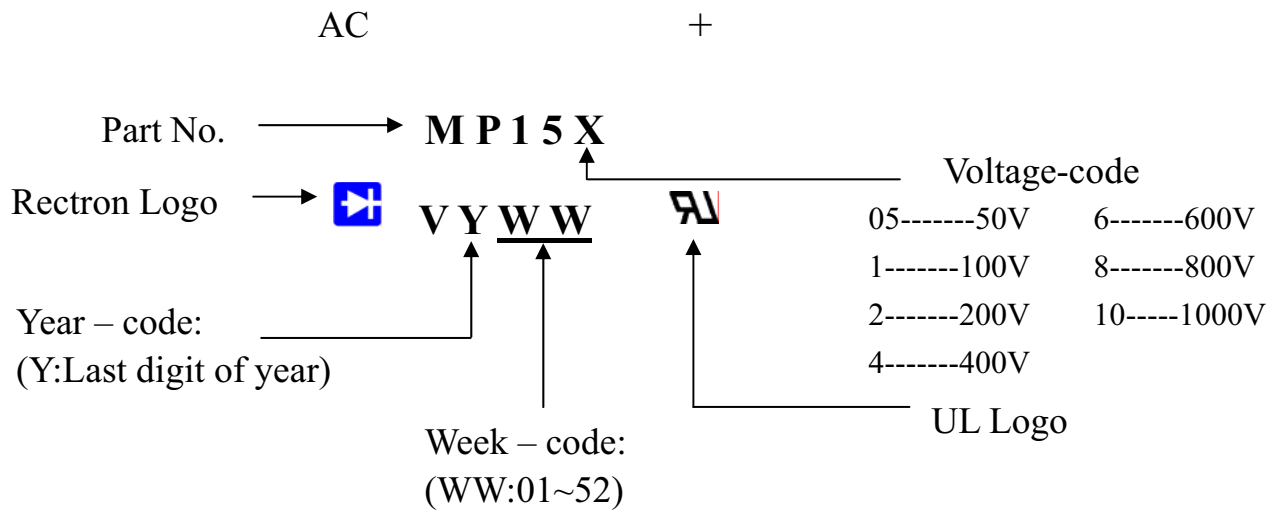 AC +
Part No. M P 1 5 X
Voltage-code
Rectron Logo V Y W W
05-------50V 6-------600V
1-------100V 8-------800V
2-------200V 10-----1000V
4-------400V
Year – code:
(Y:Last digit of year)
UL Logo
Week – code:
(WW:01~52)